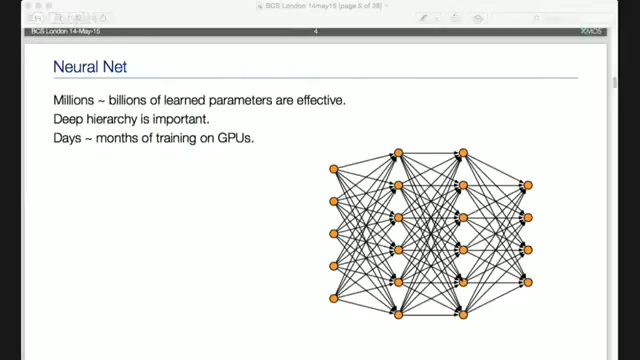 BCS London 14may15 (page 5 of 28)
BCS London 14-May-15 4 XMOS
Neural Net
Millions ~ billions of learned parameters are effective.
Deep hierarchy is important.
Days ~ months of training on GPUs.